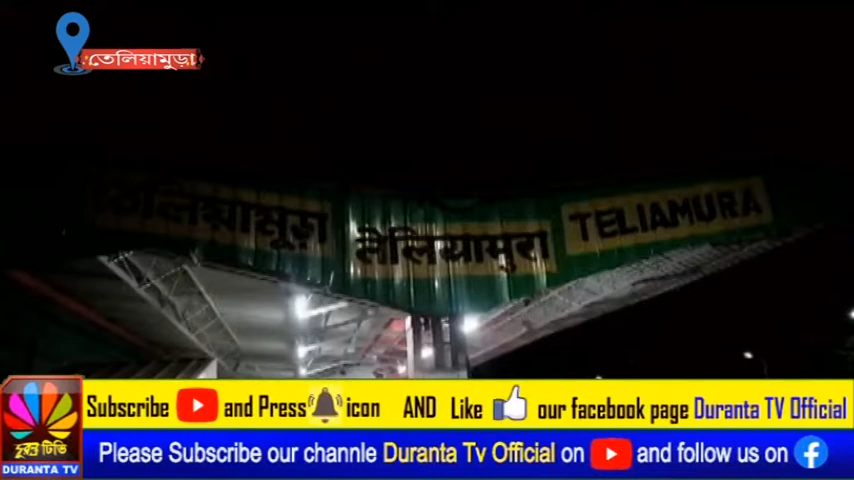 তেলিয়ামুড়া
তেলিয়ামুড়া तेलियामुरा TELIAMURA
Subscribe and Press icon AND Like our facebook page Duranta TV Official
দুরন্ত টিভি
DURANTA TV
Please Subscribe our channle Duranta Tv Official on and follow us on